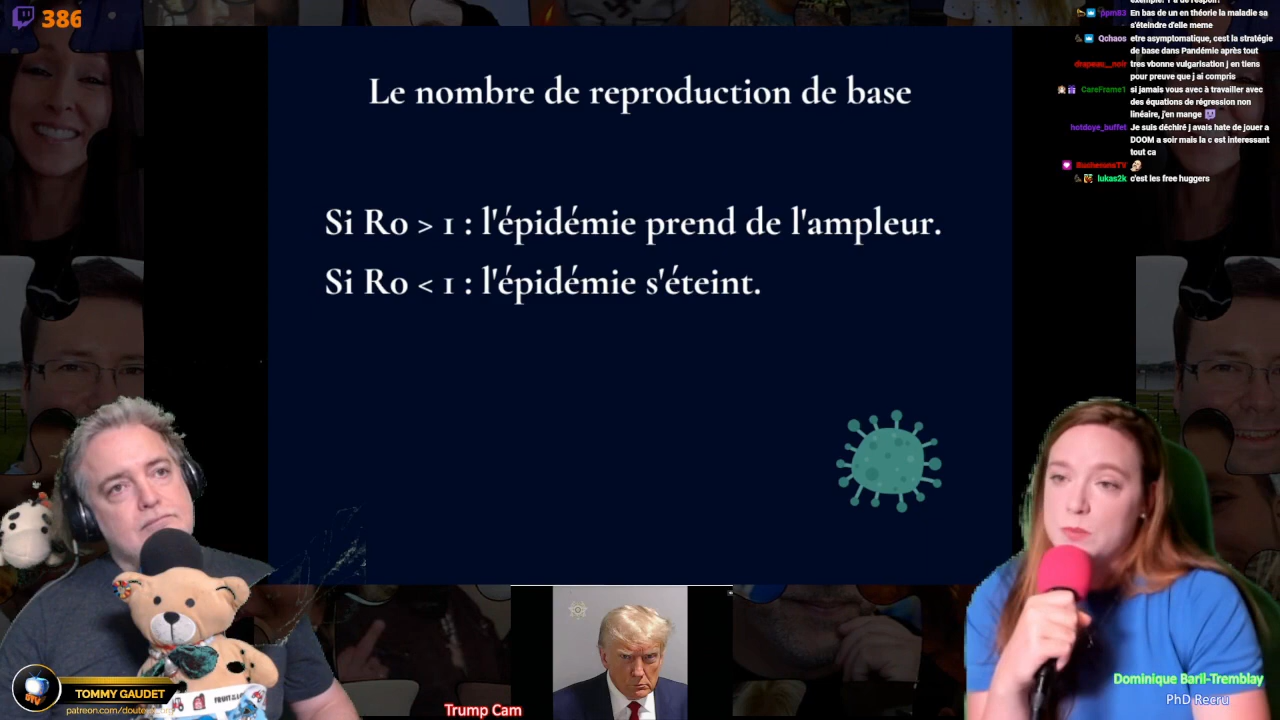 386
Le nombre de reproduction de base
Si Ro > 1 : l'épidémie prend de l'ampleur.
Si Ro < 1 : l'épidémie s'éteint.
ppm83 En bas de un en théorie la maladie sa
s'éteindre d'elle meme
Qchaos etre asymptomatique, cest la stratégie
de base dans Pandémie après tout
drapeau__noir tres vbonne vulgarisation j en tiens
pour preuve que j ai compris
CareFrame1 si jamais vous avec à travailler avec
des équations de régression non
linéaire, j'en mange
hotdoye_buffet Je suis déchiré j avais hate de jouer a
DOOM a soir mais la c est interessant
tout ca
lukas2k c'est les free huggers
TOMMY GAUDET
Trump Cam
Dominique Baril-Tremblay
PhD Recru